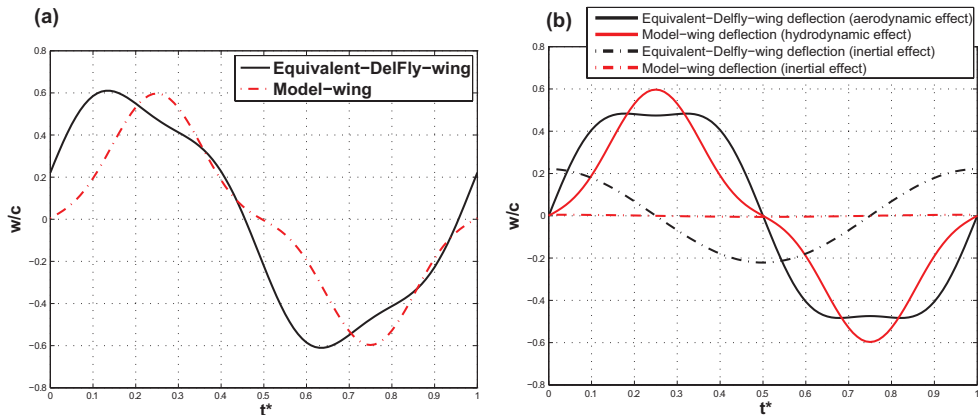 (a)
0.8
0.6
0.4
0.2
0
−0.2
−0.4
−0.6
−0.8
w/c
Equivalent−DelFly−wing
Model−wing
0 0.1 0.2 0.3 0.4 0.5 0.6 0.7 0.8 0.9 1
t*
(b)
Equivalent−Delfly−wing deflection (aerodynamic effect)
Model−wing deflection (hydrodynamic effect)
Equivalent−Delfly−wing deflection (inertial effect)
Model−wing deflection (inertial effect)
0.8
0.6
0.4
0.2
0
−0.2
−0.4
−0.6
−0.8
w/c
0 0.1 0.2 0.3 0.4 0.5 0.6 0.7 0.8 0.9 1
t*